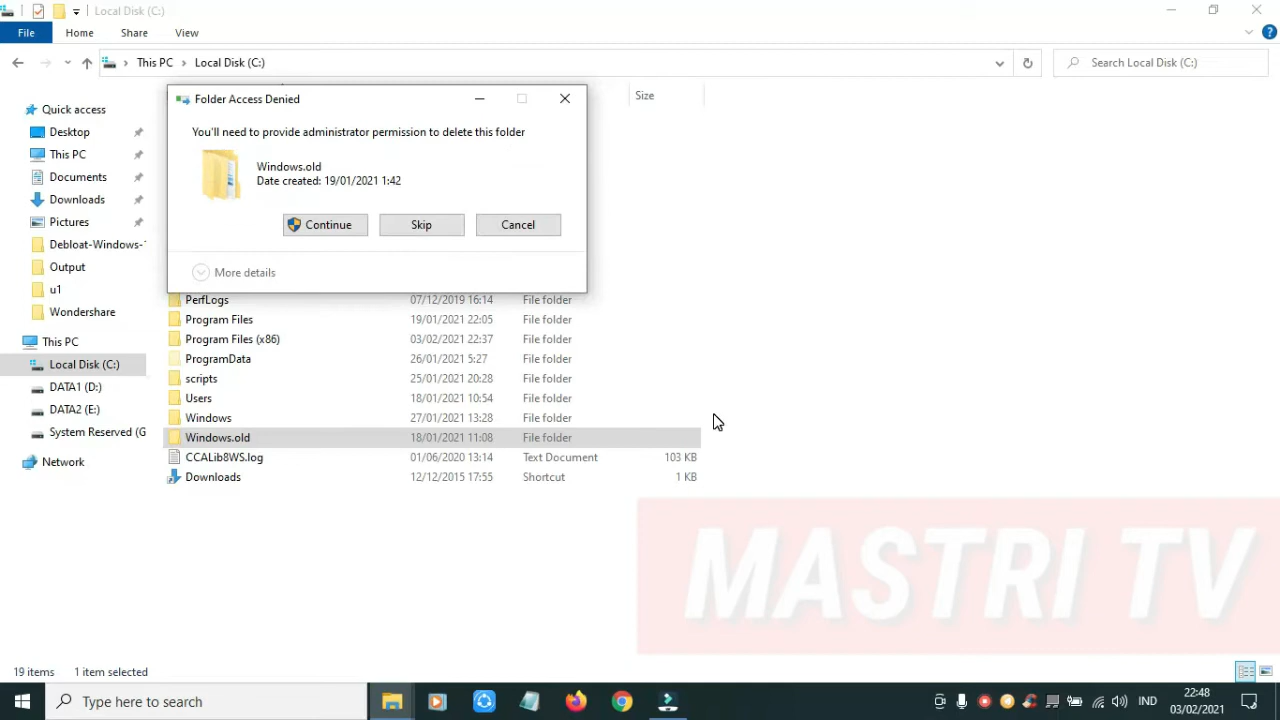 Local Disk (C:)
File Home Share View
This PC Local Disk (C:)
Search Local Disk (C:)
Size
Folder Access Denied
You'll need to provide administrator permission to delete this folder
Windows.old
Date created: 19/01/2021 1:42
Continue Skip Cancel
More details
Quick access
Desktop
This PC
Documents
Downloads
Pictures
Debloat-Windows-
Output
u1
Wondershare
This PC
Local Disk (C:)
DATA1 (D:)
DATA2 (E:)
System Reserved (G
Network
PerfLogs 07/12/2019 16:14 File folder
Program Files 19/01/2021 22:05 File folder
Program Files (x86) 03/02/2021 22:37 File folder
ProgramData 26/01/2021 5:27 File folder
scripts 25/01/2021 20:28 File folder
Users 18/01/2021 10:54 File folder
Windows 27/01/2021 13:28 File folder
Windows.old 18/01/2021 11:08 File folder
CCALib8WS.log 01/06/2020 13:14 Text Document 103 KB
Downloads 12/12/2015 17:55 Shortcut 1 KB
MASTRI TV
19 items 1 item selected
Type here to search
IND
22:48
03/02/2021